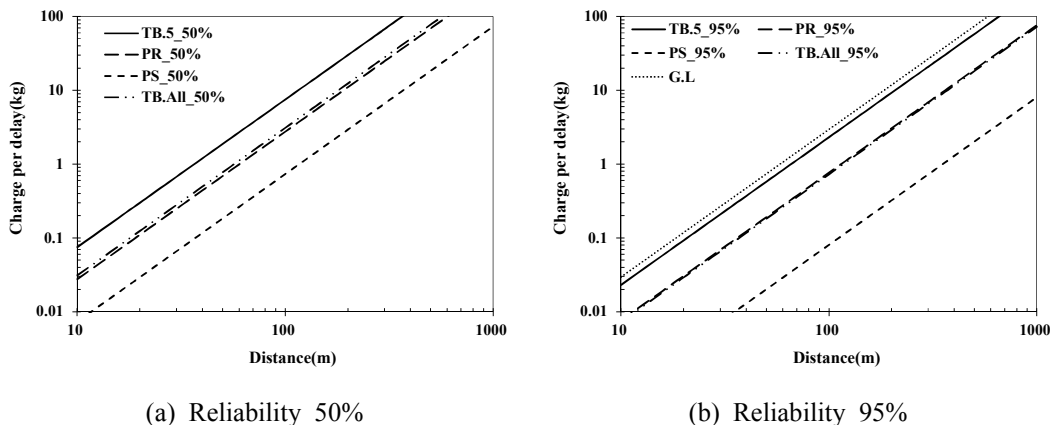 100
10
1
0.1
0.01
Charge per delay(kg)
TB.5_50%
PR_50%
PS_50%
TB.All_50%
10
100
1000
Distance(m)
(a) Reliability 50%
100
10
1
0.1
0.01
Charge per delay(kg)
TB.5_95%
PR_95%
PS_95%
TB.All_95%
G.L
10
100
1000
Distance(m)
(b) Reliability 95%